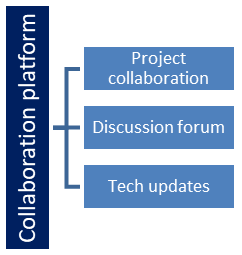 Collaboration platform
Project
collaboration
Discussion forum
Tech updates